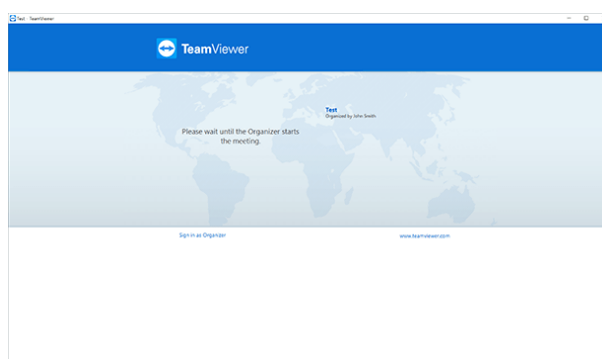 Test - TeamViewer
TeamViewer
Test
Organized by John Smith
Please wait until the Organizer starts
the meeting.
Sign in as Organizer
www.teamviewer.com